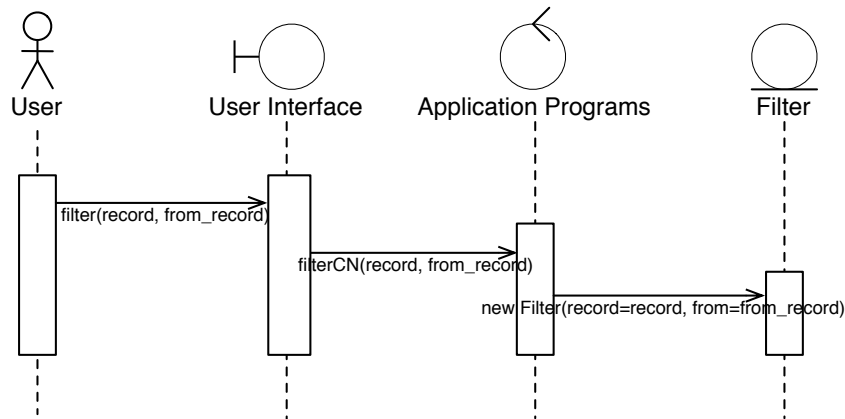 User
User Interface
Application Programs
Filter
filter(record, from_record)
filterCN(record, from_record)
new Filter(record=record, from=from_record)